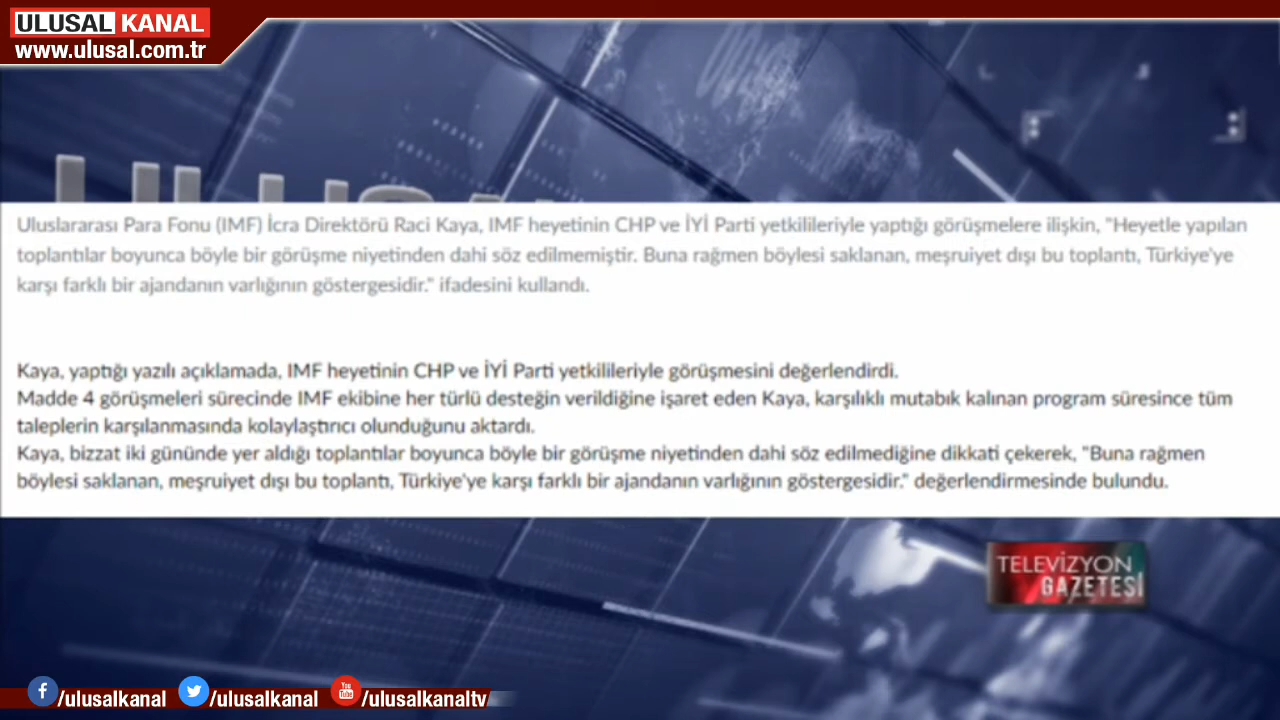 ULUSAL KANAL
www.ulusal.com.tr
ULUSA
Uluslararası Para Fonu (IMF) İcra Direktörü Raci Kaya, IMF heyetinin CHP ve İYİ Parti yetkilileriyle yaptığı görüşmelere ilişkin, "Heyetle yapılan
toplantılar boyunca böyle bir görüşme niyetinden dahi söz edilmemiştir. Buna rağmen böylesi saklanan, meşruiyet dışı bu toplantı, Türkiye'ye
karşı farklı bir ajandanın varlığının göstergesidir." ifadesini kullandı.
Kaya, yaptığı yazılı açıklamada, IMF heyetinin CHP ve İYİ Parti yetkilileriyle görüşmesini değerlendirdi.
Madde 4 görüşmeleri sürecinde IMF ekibine her türlü desteğin verildiğine işaret eden Kaya, karşılıklı mutabık kalınan program süresince tüm
taleplerin karşılanmasında kolaylaştırıcı olunduğunu aktardı.
Kaya, bizzat iki gününde yer aldığı toplantılar boyunca böyle bir görüşme niyetinden dahi söz edilmediğine dikkati çekerek, "Buna rağmen
böylesi saklanan, meşruiyet dışı bu toplantı, Türkiye'ye karşı farklı bir ajandanın varlığının göstergesidir." değerlendirmesinde bulundu.
TELEVİZYON
GAZETESİ
/ulusalkanal /ulusalkanal /ulusalkanaltv